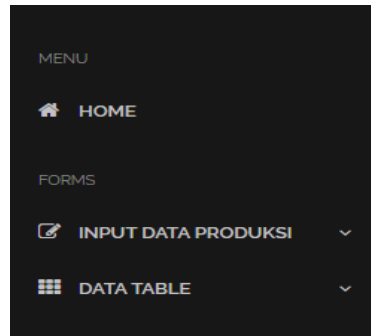 MENU
HOME
FORMS
INPUT DATA PRODUKSI
DATA TABLE